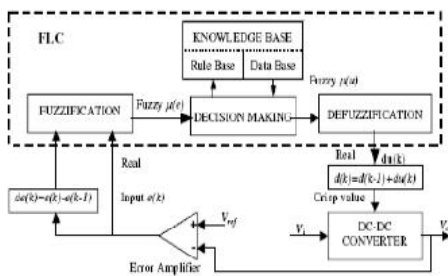 FLC
KNOWLEDGE BASE
Rule Base
Data Base
Fuzzy μ(e)
Fuzzy μ(u)
FUZZIFICATION
DECISION MAKING
DEFUZZIFICATION
Real
Real
du(k)
de(k)=e(k)-e(k-1)
Input e(k)
d(k)=d(k-1)+du(k)
Crisp value
+
Vref
-
Vi
DC-DC
CONVERTER
Error Amplifier